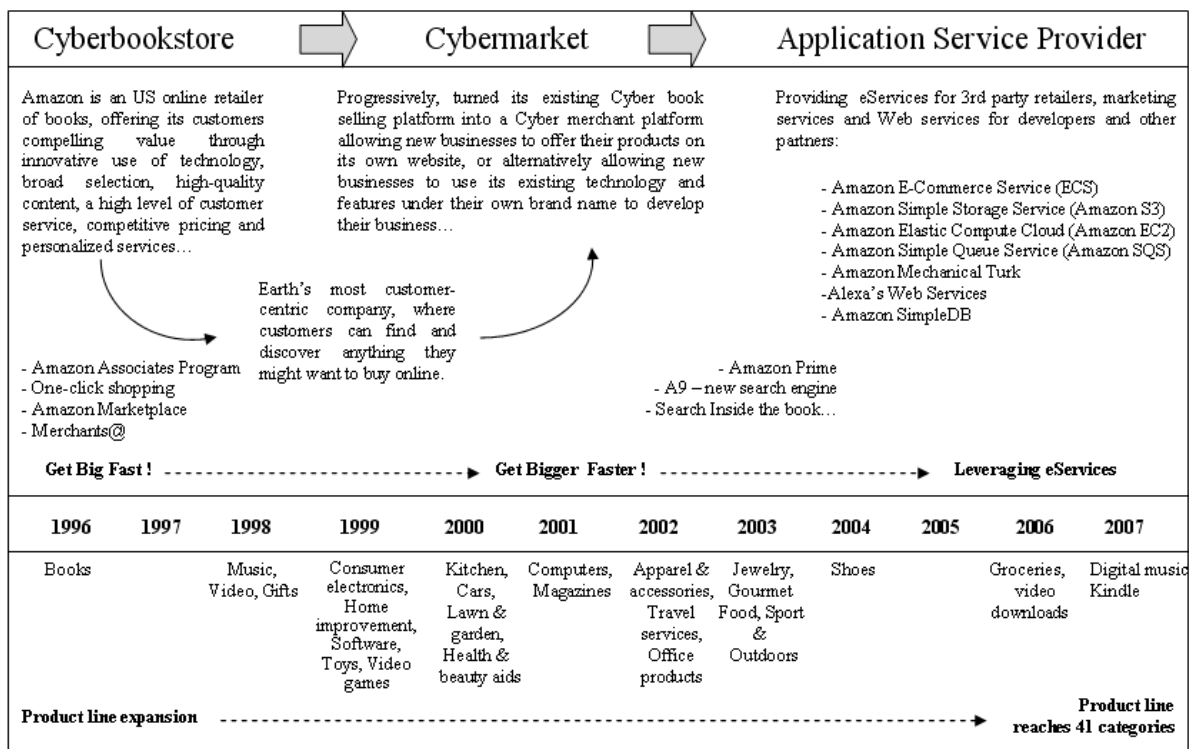 Cyberbookstore
Cybermarket
Application Service Provider
Amazon is an US online retailer
of books, offering its customers
compelling value through
innovative use of technology,
broad selection, high-quality
content, a high level of customer
service, competitive pricing and
personalized services…
Progressively, turned its existing Cyber book
selling platform into a Cyber merchant platform
allowing new businesses to offer their products on
its own website, or alternatively allowing new
businesses to use its existing technology and
features under their own brand name to develop
their business…
Providing eServices for 3rd party retailers, marketing
services and Web services for developers and other
partners:
- Amazon E-Commerce Service (ECS)
- Amazon Simple Storage Service (Amazon S3)
- Amazon Elastic Compute Cloud (Amazon EC2)
- Amazon Simple Queue Service (Amazon SQS)
- Amazon Mechanical Turk
-Alexa's Web Services
- Amazon SimpleDB
Earth's most customer-
centric company, where
customers can find and
discover anything they
might want to buy online.
- Amazon Associates Program
- One-click shopping
- Amazon Marketplace
- Merchants@
- Amazon Prime
- A9 – new search engine
- Search Inside the book…
Get Big Fast !
Get Bigger Faster !
Leveraging eServices
1996 1997 1998 1999 2000 2001 2002 2003 2004 2005 2006 2007
Books
Music,
Video, Gifts
Consumer
electronics,
Home
improvement,
Software,
Toys, Video
games
Kitchen,
Cars,
Lawn &
garden,
Health &
beauty aids
Computers,
Magazines
Apparel &
accessories,
Travel
services,
Office
products
Jewelry,
Gourmet
Food, Sport
&
Outdoors
Shoes
Groceries,
video
downloads
Digital music
Kindle
Product line expansion
Product line
reaches 41 categories